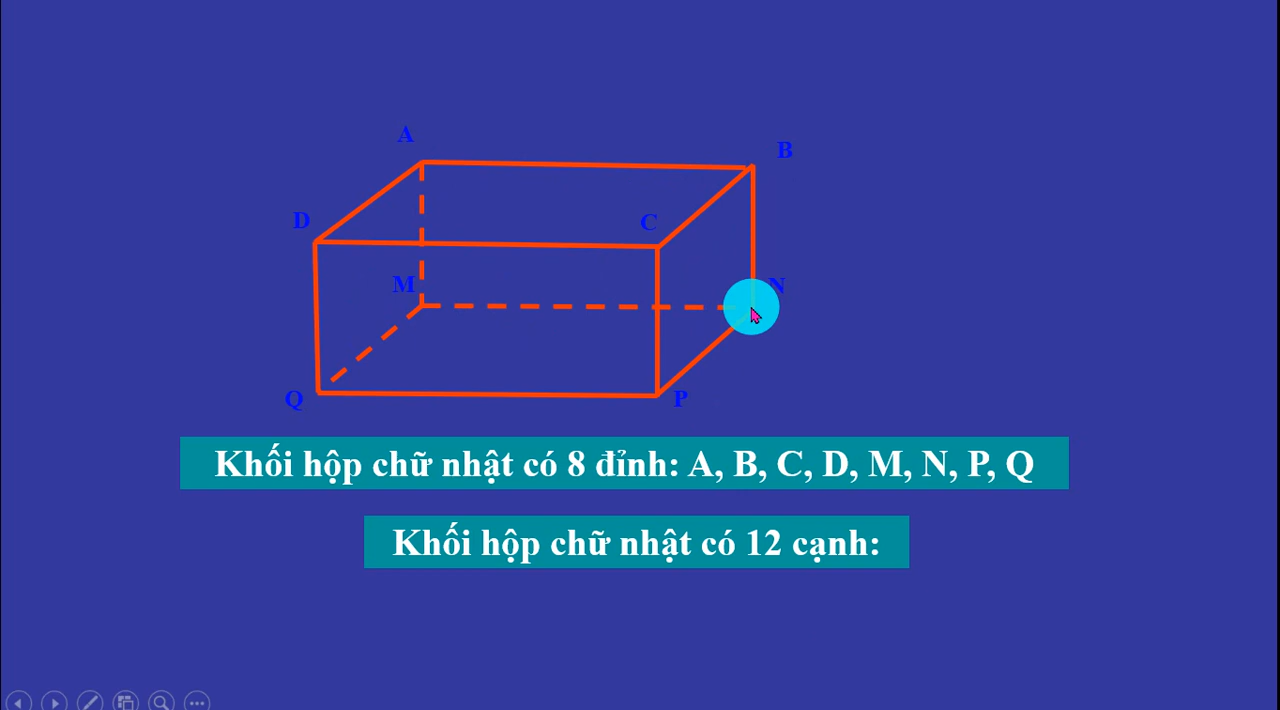 A
B
D
C
M
N
Q
P
Khối hộp chữ nhật có 8 đỉnh: A, B, C, D, M, N, P, Q
Khối hộp chữ nhật có 12 cạnh: